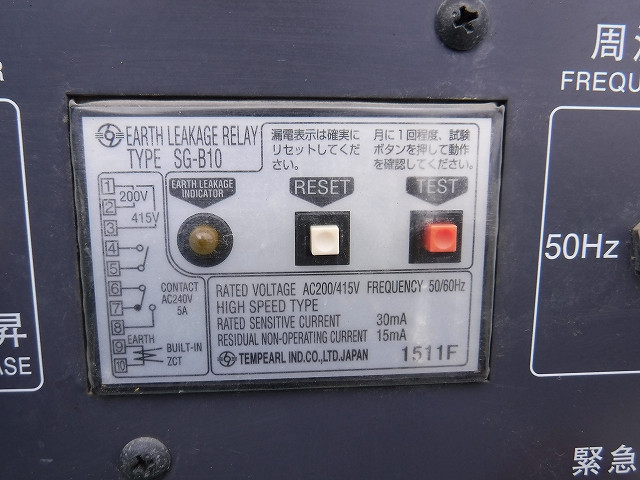 EARTH LEAKAGE RELAY
TYPE SG-B10
漏電表示は確実に
リセットしてくだ
さい。
月に1回程度、試験
ボタンを押して動作
を確認してください。
EARTH LEAKAGE
INDICATOR
RESET
TEST
1
2
3
4
5
6
7
8
9
10
200V
415V
CONTACT
AC240V
5A
EARTH
BUILT-IN
ZCT
RATED VOLTAGE AC200/415V FREQUENCY 50/60Hz
HIGH SPEED TYPE
RATED SENSITIVE CURRENT 30mA
RESIDUAL NON-OPERATING CURRENT 15mA
TEMPEARL IND.CO.,LTD.JAPAN
1511F
周
FREQU
50Hz
緊急
R
昇
ASE